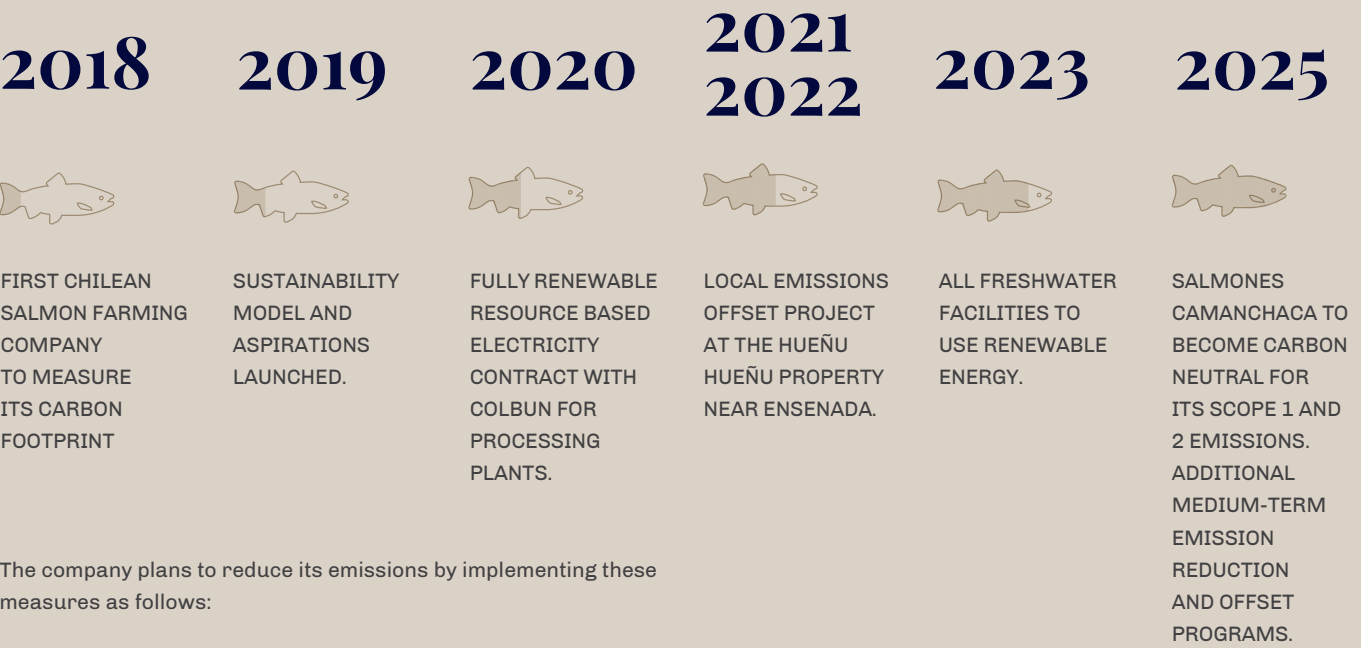 2018
FIRST CHILEAN
SALMON FARMING
COMPANY
TO MEASURE
ITS CARBON
FOOTPRINT
2019
SUSTAINABILITY
MODEL AND
ASPIRATIONS
LAUNCHED.
2020
FULLY RENEWABLE
RESOURCE BASED
ELECTRICITY
CONTRACT WITH
COLBUN FOR
PROCESSING
PLANTS.
2021
2022
LOCAL EMISSIONS
OFFSET PROJECT
AT THE HUEÑU
HUEÑU PROPERTY
NEAR ENSENADA.
2023
ALL FRESHWATER
FACILITIES TO
USE RENEWABLE
ENERGY.
2025
SALMONES
CAMANCHACA TO
BECOME CARBON
NEUTRAL FOR
ITS SCOPE 1 AND
2 EMISSIONS.
ADDITIONAL
MEDIUM-TERM
EMISSION
REDUCTION
AND OFFSET
PROGRAMS.
The company plans to reduce its emissions by implementing these
measures as follows: